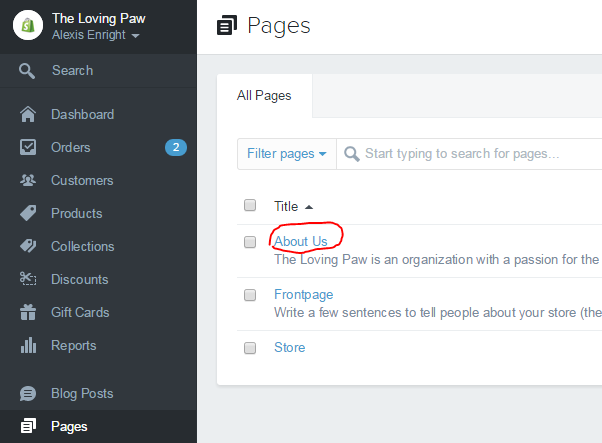 The Loving Paw
Alexis Enright
Search
Dashboard
Orders 2
Customers
Products
Collections
Discounts
Gift Cards
Reports
Blog Posts
Pages
Pages
All Pages
Filter pages
Start typing to search for pages...
Title
About Us
The Loving Paw is an organization with a passion for the
Frontpage
Write a few sentences to tell people about your store (the
Store